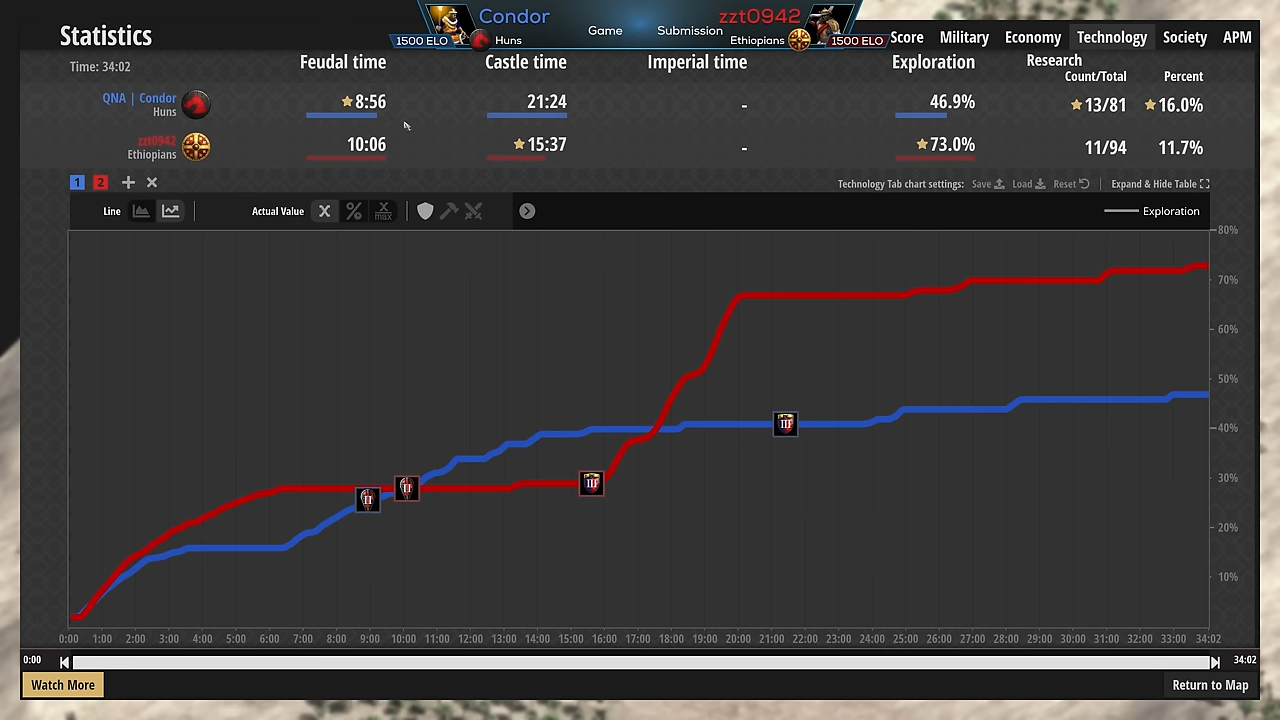 Condor
zzt0942
Game
Submission
1500 ELO
Huns
Ethiopians
1500 ELO
Statistics
Score
Military
Economy
Technology
Society
APM
Time: 34:02
Feudal time
Castle time
Imperial time
Exploration
Research
Count/Total
Percent
QNA | Condor
Huns
8:56
21:24
-
46.9%
13/81
16.0%
zzt0942
Ethiopians
10:06
15:37
-
73.0%
11/94
11.7%
1
2
Technology Tab chart settings:
Save
Load
Reset
Expand & Hide Table
Line
Actual Value
X
%
X
max
Exploration
80%
70%
60%
50%
40%
30%
20%
10%
II
II
III
III
0:00 1:00 2:00 3:00 4:00 5:00 6:00 7:00 8:00 9:00 10:00 11:00 12:00 13:00 14:00 15:00 16:00 17:00 18:00 19:00 20:00 21:00 22:00 23:00 24:00 25:00 26:00 27:00 28:00 29:00 30:00 31:00 32:00 33:00 34:02
0:00
34:02
Watch More
Return to Map